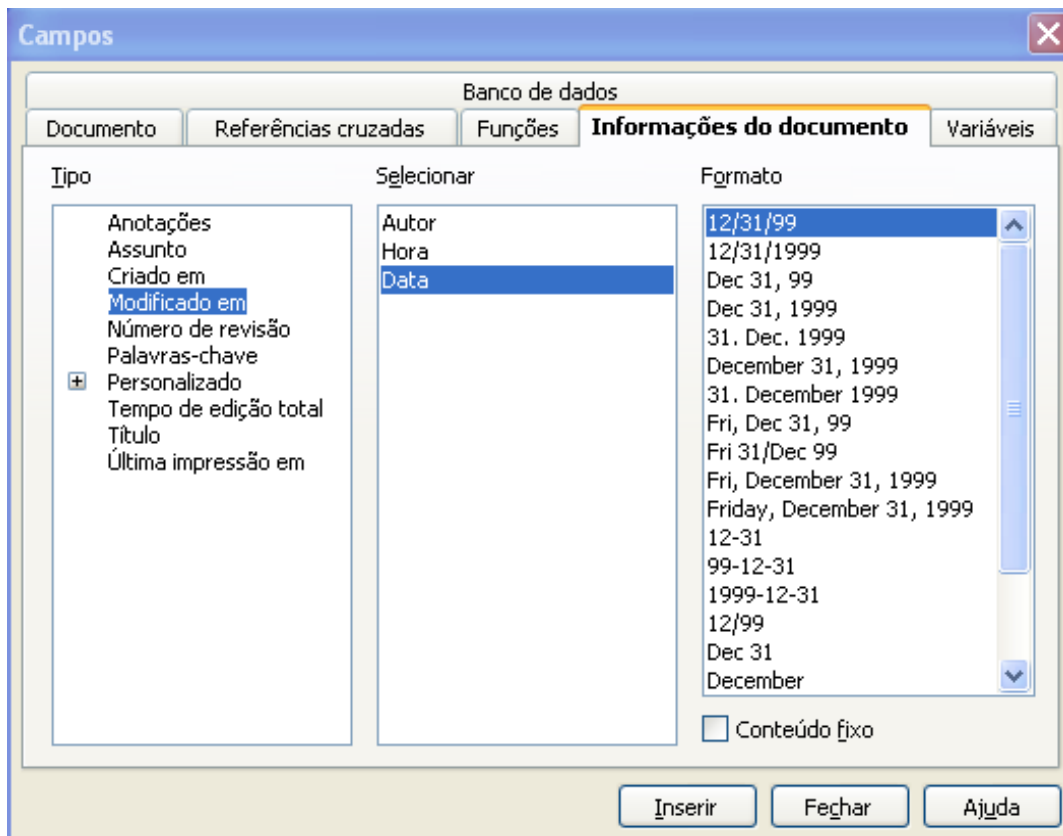 Campos
Banco de dados
Documento Referências cruzadas Funções Informações do documento Variáveis
Tipo
Anotações
Assunto
Criado em
Modificado em
Número de revisão
Palavras-chave
Personalizado
Tempo de edição total
Título
Última impressão em
Selecionar
Autor
Hora
Data
Formato
12/31/99
12/31/1999
Dec 31, 99
Dec 31, 1999
31. Dec. 1999
December 31, 1999
31. December 1999
Fri, Dec 31, 99
Fri 31/Dec 99
Fri, December 31, 1999
Friday, December 31, 1999
12-31
99-12-31
1999-12-31
12/99
Dec 31
December
Conteúdo fixo
Inserir Fechar Ajuda